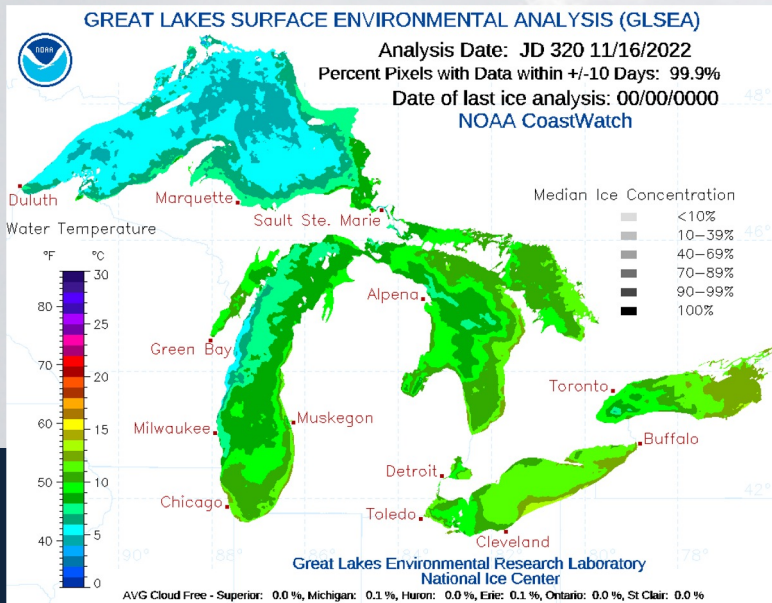 GREAT LAKES SURFACE ENVIRONMENTAL ANALYSIS (GLSEA)
NOAA
Analysis Date: JD 320 11/16/2022
Percent Pixels with Data within +/-10 Days: 99.9%
Date of last ice analysis: 00/00/0000
NOAA CoastWatch
48°
Duluth
Marquette
Sault Ste. Marie
Median Ice Concentration
<10%
10-39%
40-69%
70-89%
90-99%
100%
46°
Water Temperature
°F °C
30
80
25
70
20
60
15
50
10
40
5
0
Alpena
Green Bay
Toronto
Milwaukee
Muskegon
Buffalo
Detroit
Chicago
Toledo
Cleveland
42°
90°
88°
86°
82°
80°
78°
Great Lakes Environmental Research Laboratory
National Ice Center
AVG Cloud Free - Superior: 0.0 %, Michigan: 0.1 %, Huron: 0.0 %, Erie: 0.1 %, Ontario: 0.0 %, St Clair: 0.0 %